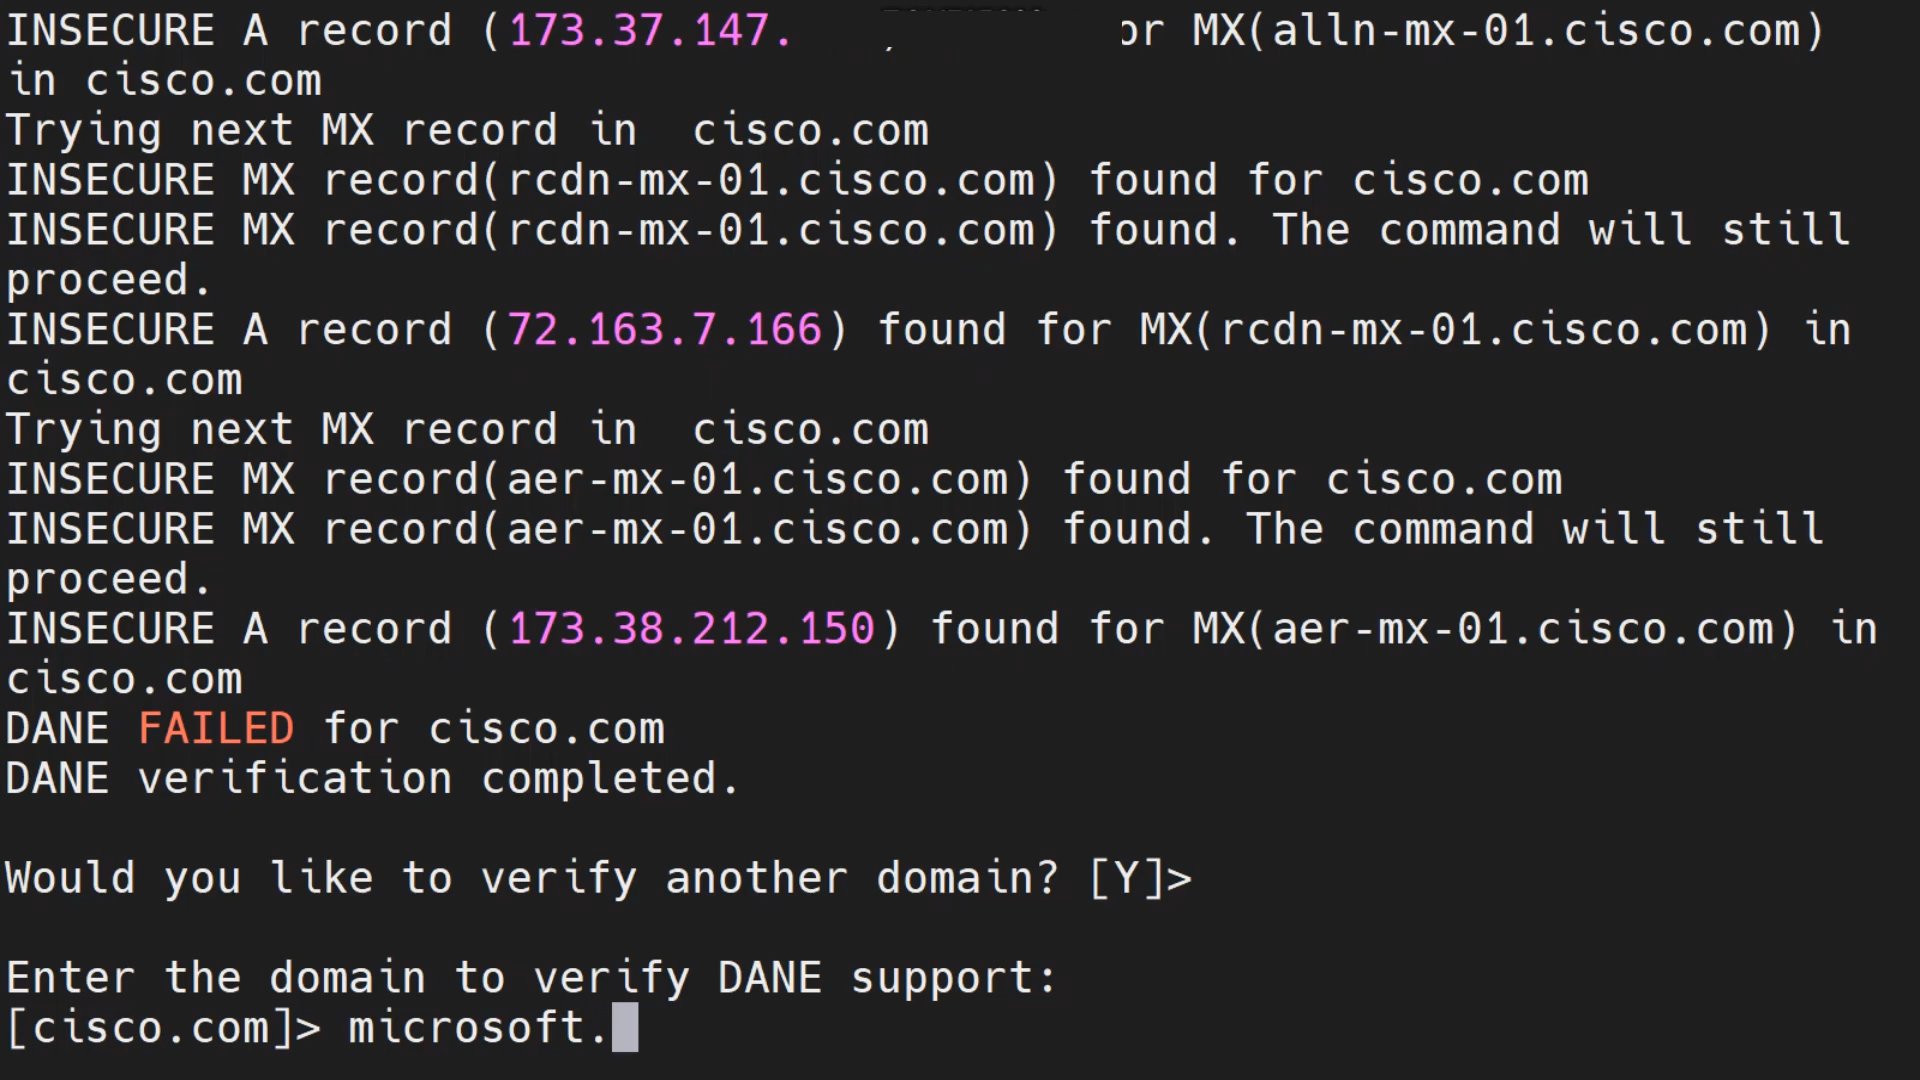 INSECURE A record (173.37.147. or MX(alln-mx-01.cisco.com)
in cisco.com
Trying next MX record in  cisco.com
INSECURE MX record(rcdn-mx-01.cisco.com) found for cisco.com
INSECURE MX record(rcdn-mx-01.cisco.com) found. The command will still
proceed.
INSECURE A record (72.163.7.166) found for MX(rcdn-mx-01.cisco.com) in
cisco.com
Trying next MX record in  cisco.com
INSECURE MX record(aer-mx-01.cisco.com) found for cisco.com
INSECURE MX record(aer-mx-01.cisco.com) found. The command will still
proceed.
INSECURE A record (173.38.212.150) found for MX(aer-mx-01.cisco.com) in
cisco.com
DANE FAILED for cisco.com
DANE verification completed.
Would you like to verify another domain? [Y]>
Enter the domain to verify DANE support:
[cisco.com]> microsoft.